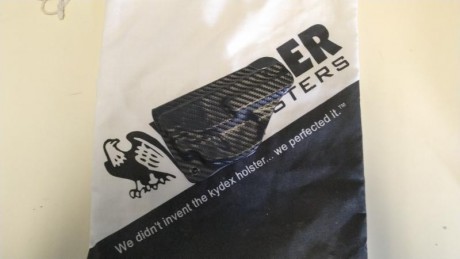 ER
STERS
We didn't invent the kydex holster... we perfected it.™